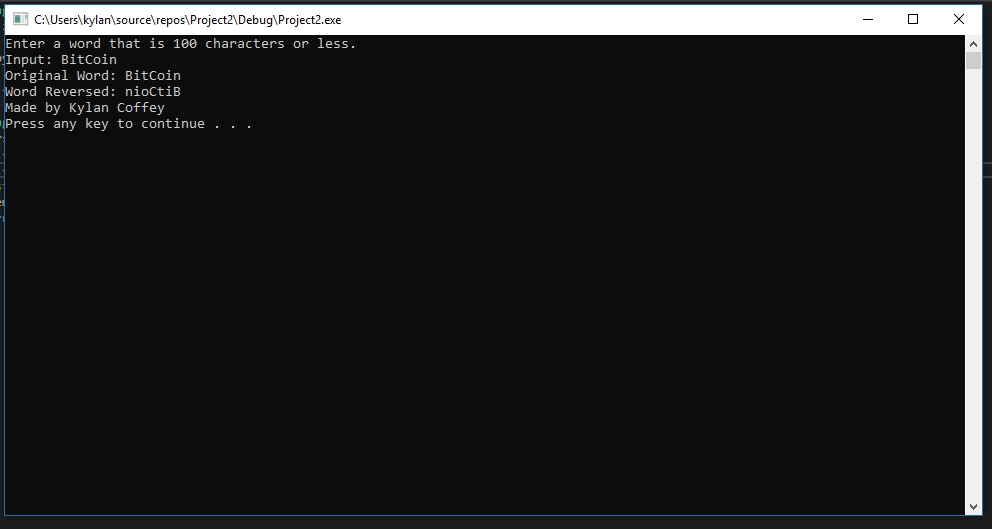 C:\Users\kylan\source\repos\Project2\Debug\Project2.exe
Enter a word that is 100 characters or less.
Input: BitCoin
Original Word: BitCoin
Word Reversed: nioCtiB
Made by Kylan Coffey
Press any key to continue . . .